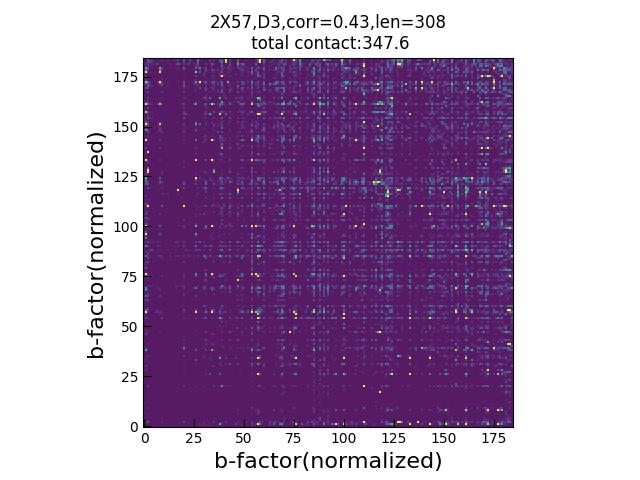 2X57,D3,corr=0.43,len=308
total contact:347.6
175
150
125
100
75
50
25
0
b-factor(normalized)
0 25 50 75 100 125 150 175
b-factor(normalized)